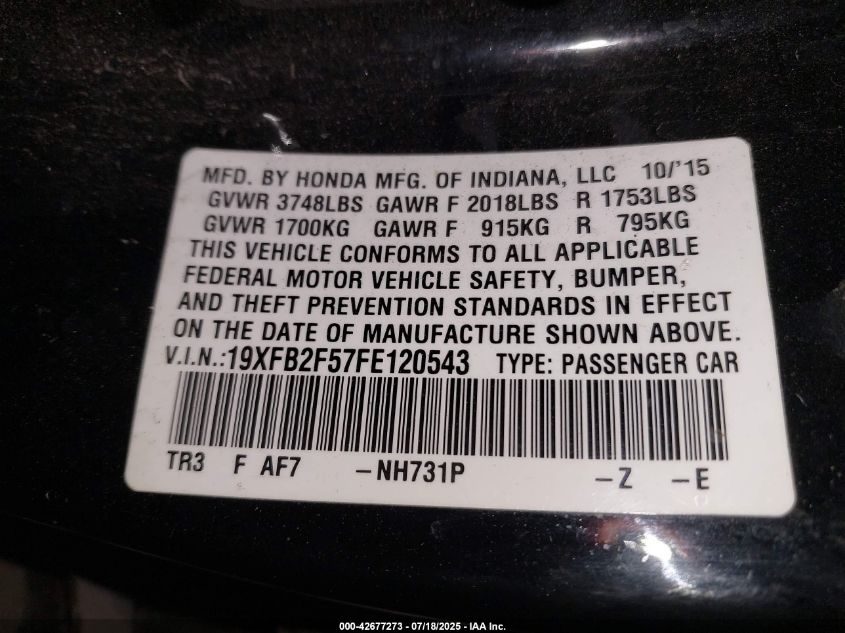 MFD. BY HONDA MFG. OF INDIANA, LLC 10/'15
GVWR 3748LBS GAWR F 2018LBS R 1753LBS
GVWR 1700KG GAWR F 915KG R 795KG
THIS VEHICLE CONFORMS TO ALL APPLICABLE
FEDERAL MOTOR VEHICLE SAFETY, BUMPER,
AND THEFT PREVENTION STANDARDS IN EFFECT
ON THE DATE OF MANUFACTURE SHOWN ABOVE.
V.I.N.:19XFB2F57FE120543 TYPE: PASSENGER CAR
TR3 F AF7 -NH731P -Z -E
000-42677273 / 07/18/2025 - IAA Inc.